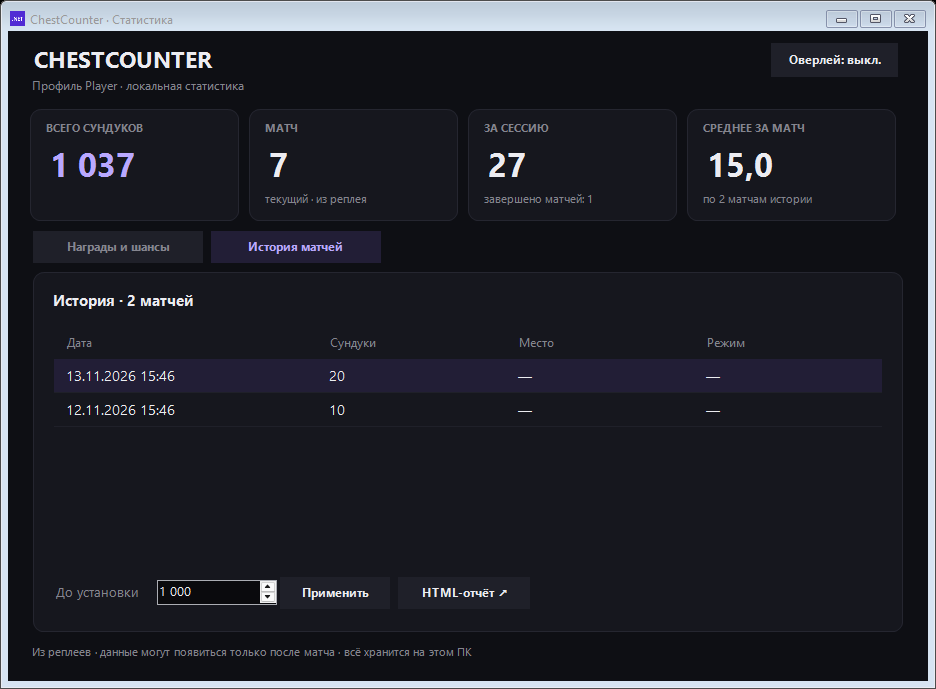 .NET ChestCounter · Статистика
CHESTCOUNTER
Оверлей: выкл.
Профиль Player · локальная статистика
ВСЕГО СУНДУКОВ
1 037
МАТЧ
7
текущий · из реплея
ЗА СЕССИЮ
27
завершено матчей: 1
СРЕДНЕЕ ЗА МАТЧ
15,0
по 2 матчам истории
Награды и шансы
История матчей
История · 2 матчей
Дата Сундуки Место Режим
13.11.2026 15:46 20 — —
12.11.2026 15:46 10 — —
До установки 1 000 Применить HTML-отчёт ↗
Из реплеев · данные могут появиться только после матча · всё хранится на этом ПК